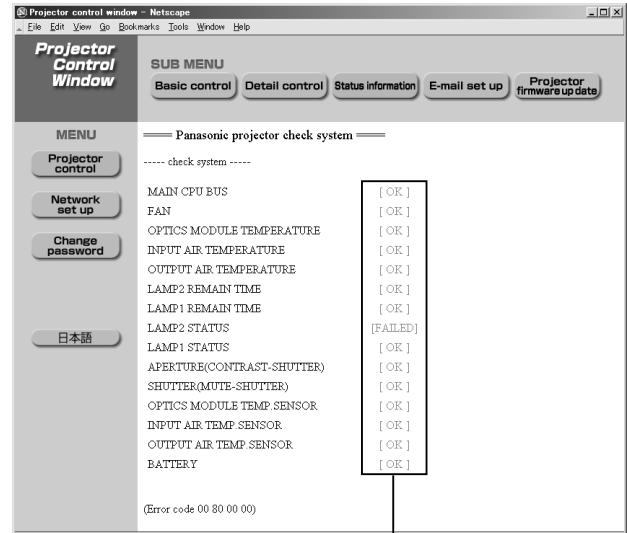 Projector control window - Netscape
File Edit View Go Bookmarks Tools Window Help
Projector
Control
Window
SUB MENU
Basic control
Detail control
Status information
E-mail set up
Projector
firmware up date
MENU
Projector
control
Network
set up
Change
password
日本語
Panasonic projector check system
----- check system -----
MAIN CPU BUS [ OK ]
FAN [ OK ]
OPTICS MODULE TEMPERATURE [ OK ]
INPUT AIR TEMPERATURE [ OK ]
OUTPUT AIR TEMPERATURE [ OK ]
LAMP2 REMAIN TIME [ OK ]
LAMP1 REMAIN TIME [ OK ]
LAMP2 STATUS [FAILED]
LAMP1 STATUS [ OK ]
APERTURE(CONTRAST-SHUTTER) [ OK ]
SHUTTER(MUTE-SHUTTER) [ OK ]
OPTICS MODULE TEMP.SENSOR [ OK ]
INPUT AIR TEMP.SENSOR [ OK ]
OUTPUT AIR TEMP.SENSOR [ OK ]
BATTERY [ OK ]
(Error code 00 80 00 00)